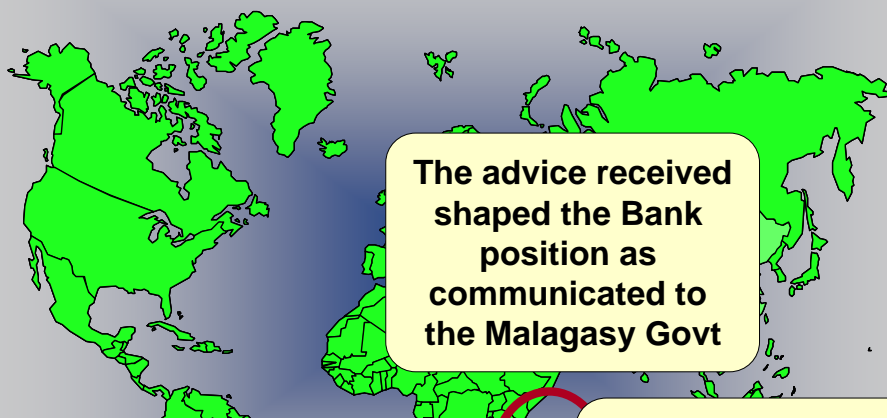 The advice received
shaped the Bank
position as
communicated to
the Malagasy Govt